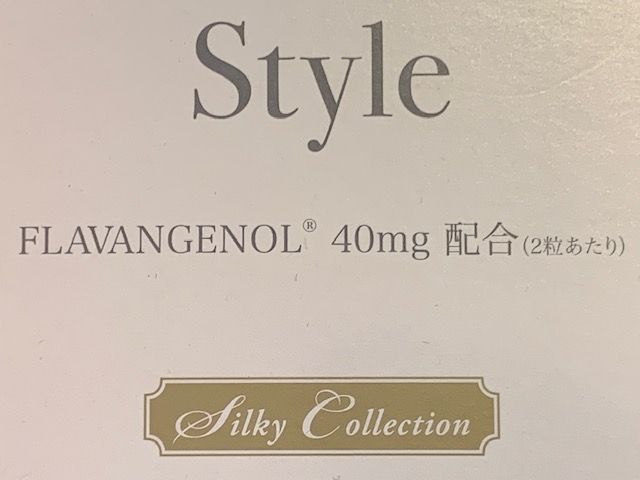 Style
FLAVANGENOL® 40mg 配合(2粒あたり)
Silky Collection